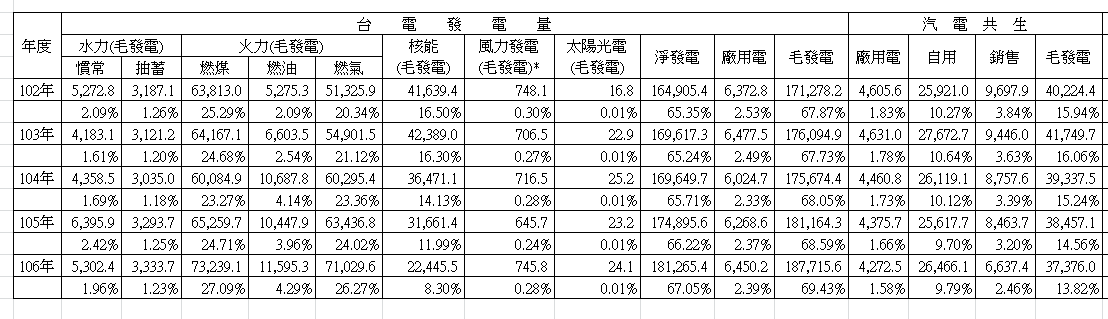 台 電 發 電 量 汽 電 共 生
年度 水力(毛發電) 火力(毛發電) 核能 (毛發電) 風力發電 (毛發電)* 太陽光電 (毛發電) 淨發電 廠用電 毛發電 廠用電 自用 銷售 毛發電
慣常 抽蓄 燃煤 燃油 燃氣
102年 5,272.8 3,187.1 63,813.0 5,275.3 51,325.9 41,639.4 748.1 16.8 164,905.4 6,372.8 171,278.2 4,605.6 25,921.0 9,697.9 40,224.4
2.09% 1.26% 25.29% 2.09% 20.34% 16.50% 0.30% 0.01% 65.35% 2.53% 67.87% 1.83% 10.27% 3.84% 15.94%
103年 4,183.1 3,121.2 64,167.1 6,603.5 54,901.5 42,389.0 706.5 22.9 169,617.3 6,477.5 176,094.9 4,631.0 27,672.7 9,446.0 41,749.7
1.61% 1.20% 24.68% 2.54% 21.12% 16.30% 0.27% 0.01% 65.24% 2.49% 67.73% 1.78% 10.64% 3.63% 16.06%
104年 4,358.5 3,035.0 60,084.9 10,687.8 60,295.4 36,471.1 716.5 25.2 169,649.7 6,024.7 175,674.4 4,460.8 26,119.1 8,757.6 39,337.5
1.69% 1.18% 23.27% 4.14% 23.36% 14.13% 0.28% 0.01% 65.71% 2.33% 68.05% 1.73% 10.12% 3.39% 15.24%
105年 6,395.9 3,293.7 65,259.7 10,447.9 63,436.8 31,661.4 645.7 23.2 174,895.6 6,268.6 181,164.3 4,375.7 25,617.7 8,463.7 38,457.1
2.42% 1.25% 24.71% 3.96% 24.02% 11.99% 0.24% 0.01% 66.22% 2.37% 68.59% 1.66% 9.70% 3.20% 14.56%
106年 5,302.4 3,333.7 73,239.1 11,595.3 71,029.6 22,445.5 745.8 24.1 181,265.4 6,450.2 187,715.6 4,272.5 26,466.1 6,637.4 37,376.0
1.96% 1.23% 27.09% 4.29% 26.27% 8.30% 0.28% 0.01% 67.05% 2.39% 69.43% 1.58% 9.79% 2.46% 13.82%